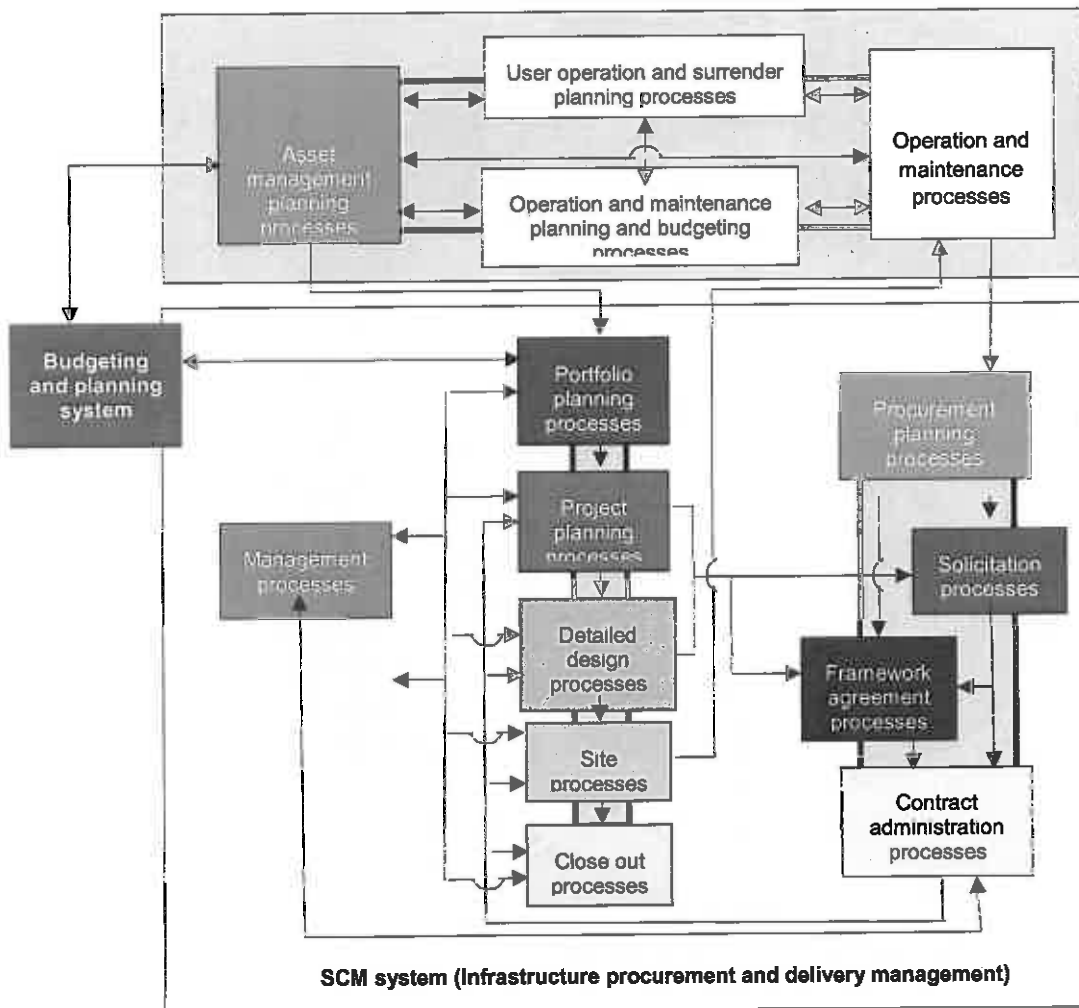 User operation and surrender
planning processes
Asset
management
planning
processes
Operation and
maintenance
processes
Operation and maintenance
planning and budgeting
processes
Budgeting
and planning
system
Portfolio
planning
processes
Procurement
planning
processes
Project
planning
processes
Management
processes
Solicitation
processes
Detailed
design
processes
Framework
agreement
processes
Site
processes
Contract
administration
processes
Close out
processes
SCM system (Infrastructure procurement and delivery management)